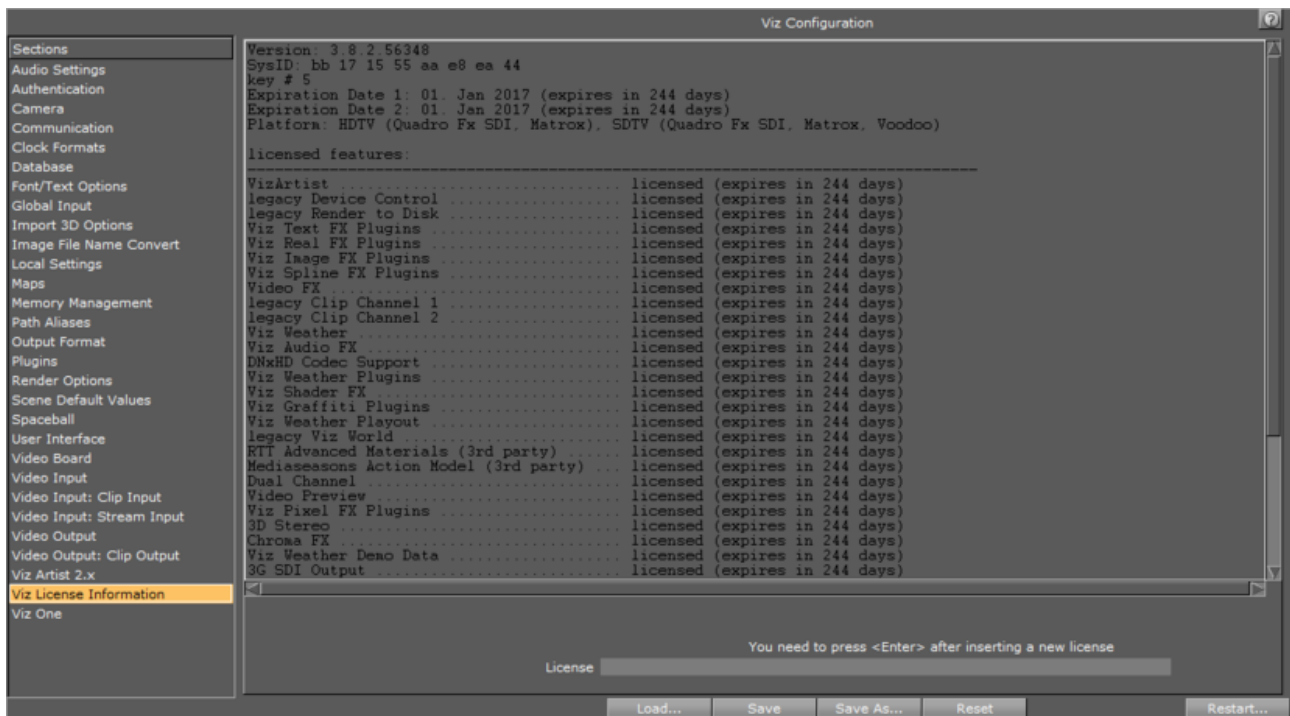 Viz Configuration
?
Sections
Audio Settings
Authentication
Camera
Communication
Clock Formats
Database
Font/Text Options
Global Input
Import 3D Options
Image File Name Convert
Local Settings
Maps
Memory Management
Path Aliases
Output Format
Plugins
Render Options
Scene Default Values
Spaceball
User Interface
Video Board
Video Input
Video Input: Clip Input
Video Input: Stream Input
Video Output
Video Output: Clip Output
Viz Artist 2.x
Viz License Information
Viz One
Version: 3.8.2.56348
SysID: bb 17 15 55 aa e8 ea 44
key # 5
Expiration Date 1: 01. Jan 2017 (expires in 244 days)
Expiration Date 2: 01. Jan 2017 (expires in 244 days)
Platform: HDTV (Quadro Fx SDI, Matrox), SDTV (Quadro Fx SDI, Matrox, Voodoo)
licensed features:
VizArtist ............................ licensed (expires in 244 days)
legacy Device Control ................ licensed (expires in 244 days)
legacy Render to Disk ................ licensed (expires in 244 days)
Viz Text FX Plugins .................. licensed (expires in 244 days)
Viz Real FX Plugins .................. licensed (expires in 244 days)
Viz Image FX Plugins ................. licensed (expires in 244 days)
Viz Spline FX Plugins ................ licensed (expires in 244 days)
Video FX ............................. licensed (expires in 244 days)
legacy Clip Channel 1 ................ licensed (expires in 244 days)
legacy Clip Channel 2 ................ licensed (expires in 244 days)
Viz Weather .......................... licensed (expires in 244 days)
Viz Audio FX ......................... licensed (expires in 244 days)
DNxHD Codec Support .................. licensed (expires in 244 days)
Viz Weather Plugins .................. licensed (expires in 244 days)
Viz Shader FX ........................ licensed (expires in 244 days)
Viz Graffiti Plugins ................. licensed (expires in 244 days)
Viz Weather Playout .................. licensed (expires in 244 days)
legacy Viz World ..................... licensed (expires in 244 days)
RTT Advanced Materials (3rd party) ..... licensed (expires in 244 days)
Mediaseasons Action Model (3rd party) ... licensed (expires in 244 days)
Dual Channel ......................... licensed (expires in 244 days)
Video Preview ........................ licensed (expires in 244 days)
Viz Pixel FX Plugins ................. licensed (expires in 244 days)
3D Stereo ............................ licensed (expires in 244 days)
Chroma FX ............................ licensed (expires in 244 days)
Viz Weather Demo Data ................ licensed (expires in 244 days)
3G SDI Output ........................ licensed (expires in 244 days)
You need to press <Enter> after inserting a new license
License
Load... Save Save As... Reset Restart...